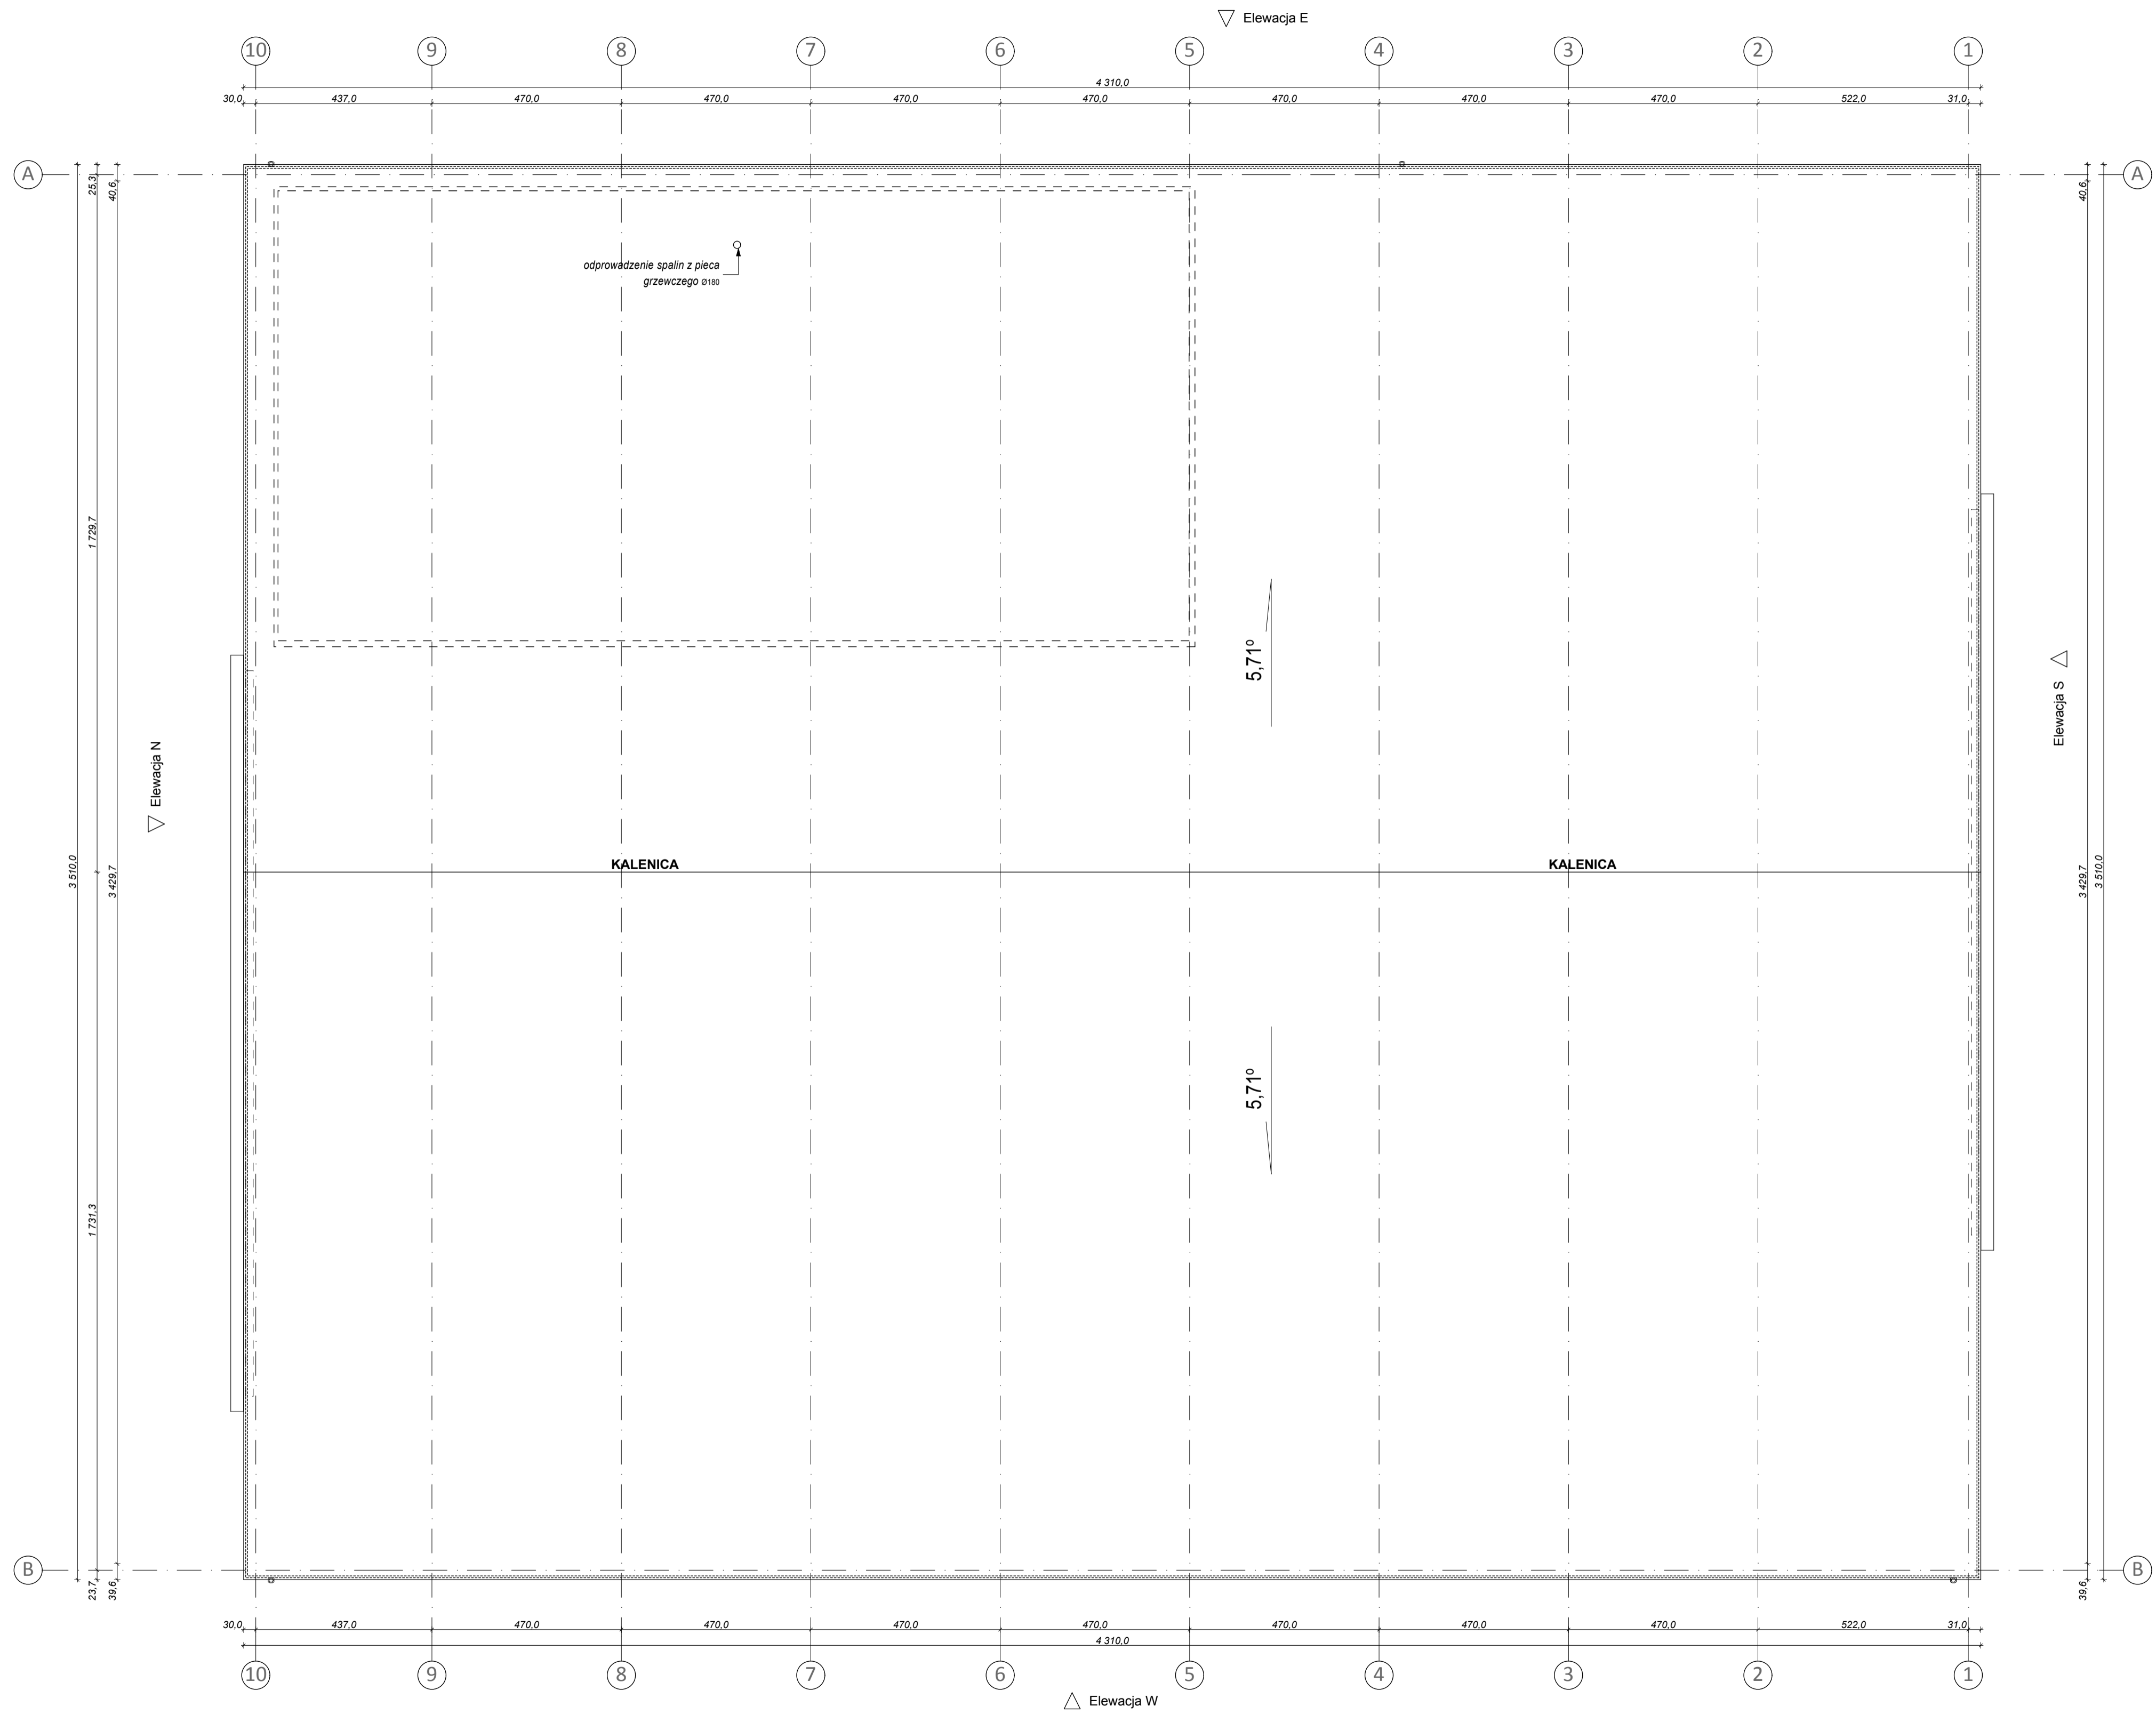 Elewacja E
10 9 8 7 6 5 4 3 2 1
4 310,0
30,0 437,0 470,0 470,0 470,0 470,0 470,0 470,0 470,0 522,0 31,0
A A
25,3 40,6 40,6
odprowadzenie spalin z pieca
grzewczego Ø180
1 729,7
5,71⁰
Elewacja N
Elewacja S
KALENICA KALENICA
3 510,0 3 429,7 3 429,7 3 510,0
5,71⁰
1 731,3
B B
23,7 39,6 39,6
30,0 437,0 470,0 470,0 470,0 470,0 470,0 470,0 470,0 522,0 31,0
4 310,0
10 9 8 7 6 5 4 3 2 1
Elewacja W